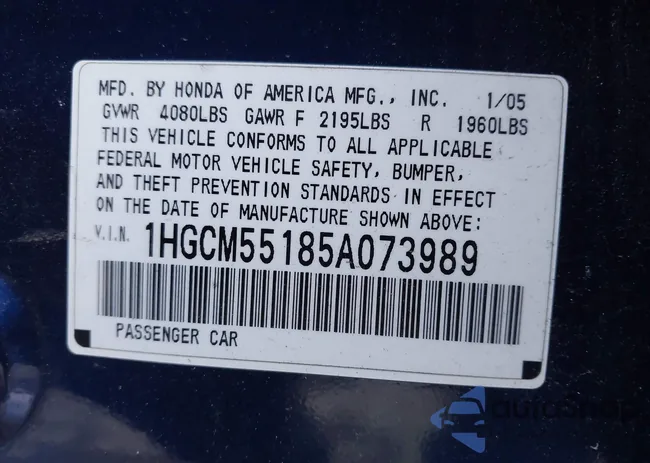 MFD. BY HONDA OF AMERICA MFG., INC. 1/05
GVWR 4080LBS GAWR F 2195LBS R 1960LBS
THIS VEHICLE CONFORMS TO ALL APPLICABLE
FEDERAL MOTOR VEHICLE SAFETY, BUMPER,
AND THEFT PREVENTION STANDARDS IN EFFECT
ON THE DATE OF MANUFACTURE SHOWN ABOVE:
V.I.N. 1HGCM55185A073989
PASSENGER CAR
autoShop